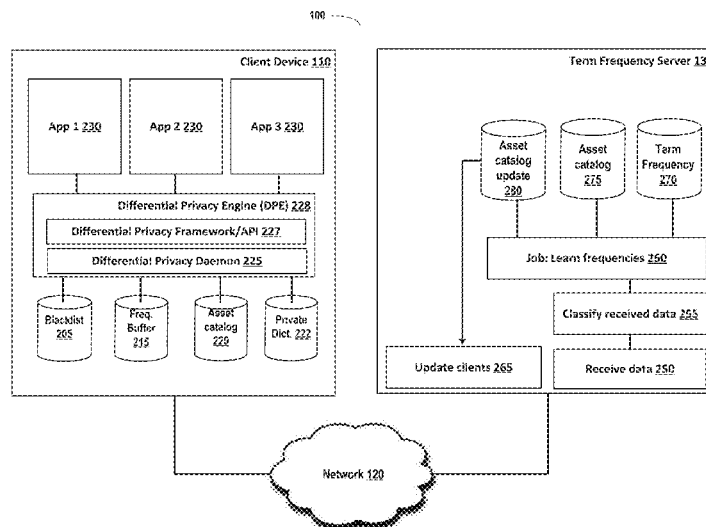 100
Client Device 110
App 1 230
App 2 230
App 3 230
Differential Privacy Engine (DPE) 228
Differential Privacy Framework/API 227
Differential Privacy Daemon 225
Blacklist
205
Freq.
Buffer
215
Asset
catalog
220
Private
Dict. 222
Term Frequency Server 13
Asset
catalog
update
280
Asset
catalog
275
Term
Frequency
270
Job: Learn frequencies 260
Classify received data 255
Update clients 265
Receive data 250
Network 120